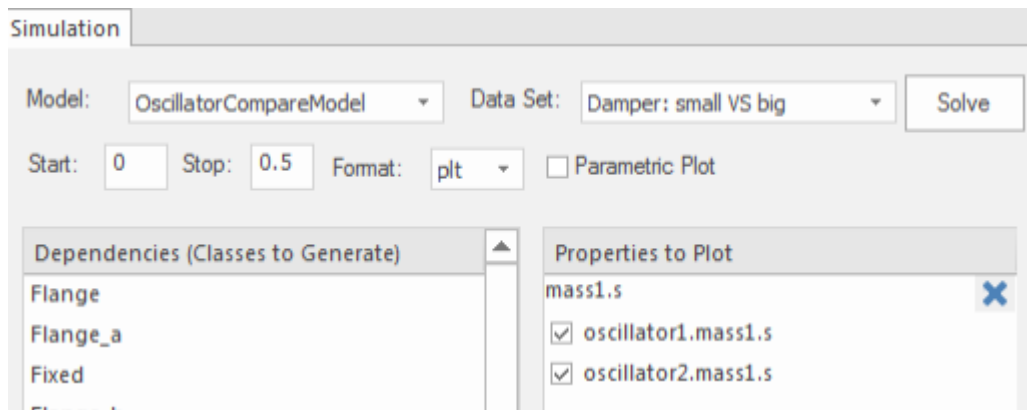 Simulation
Model: OscillatorCompareModel Data Set: Damper: small VS big Solve
Start: 0 Stop: 0.5 Format: plt Parametric Plot
Dependencies (Classes to Generate) Properties to Plot
Flange mass1.s
Flange_a oscillator1.mass1.s
Fixed oscillator2.mass1.s